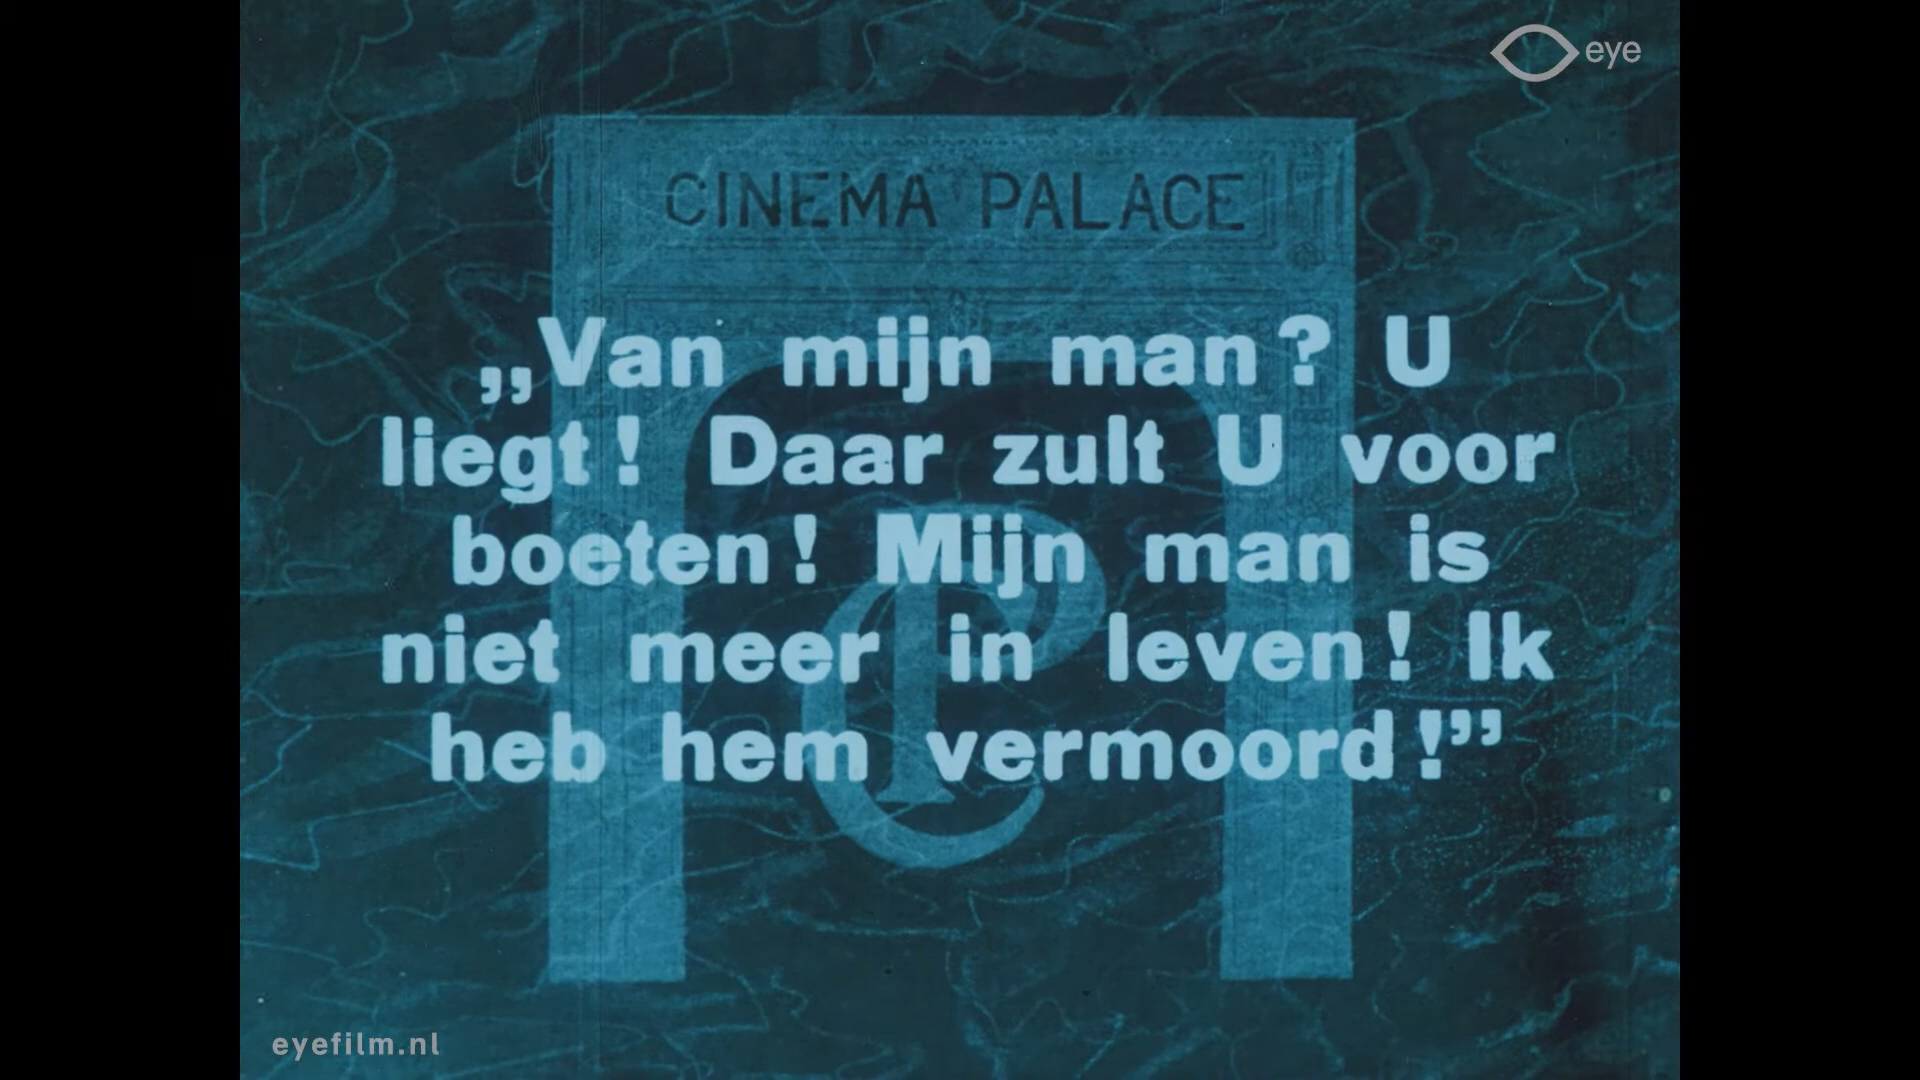 eye
CINEMA PALACE
„Van mijn man? U
liegt! Daar zult U voor
boeten! Mijn man is
niet meer in leven! Ik
heb hem vermoord!”
CP
eyefilm.nl